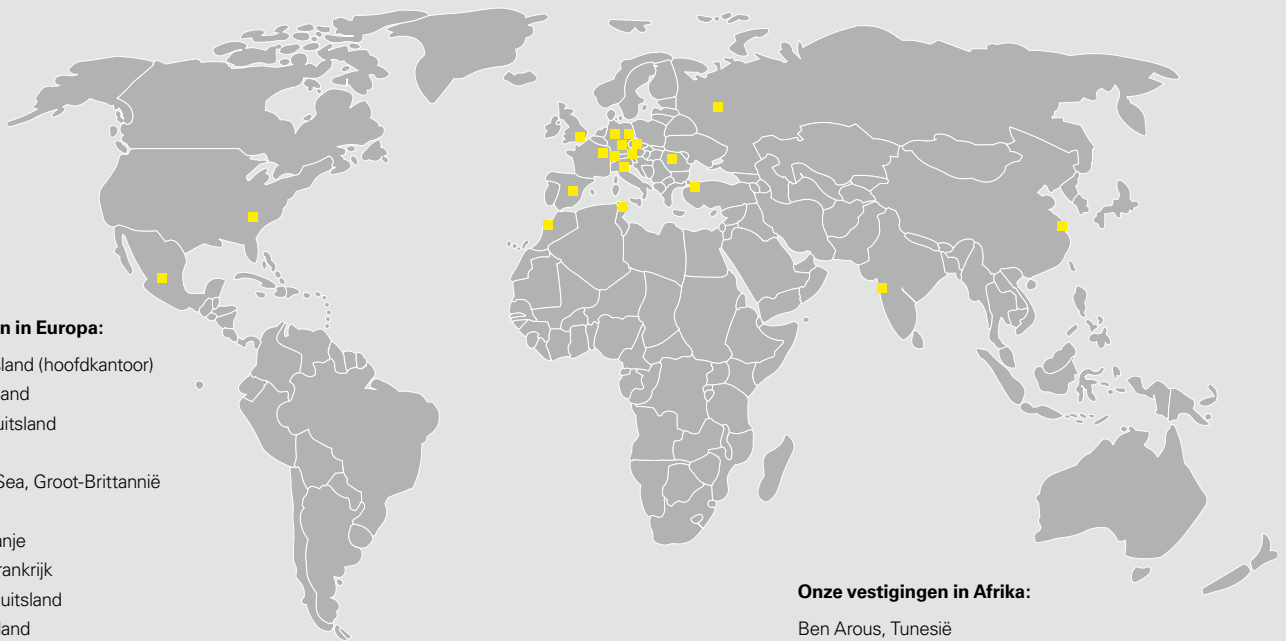 n in Europa:
sland (hoofdkantoor)
and
uitsland
Sea, Groot-Brittannië
anje
rankrijk
uitsland
land
Onze vestigingen in Afrika:
Ben Arous, Tunesië